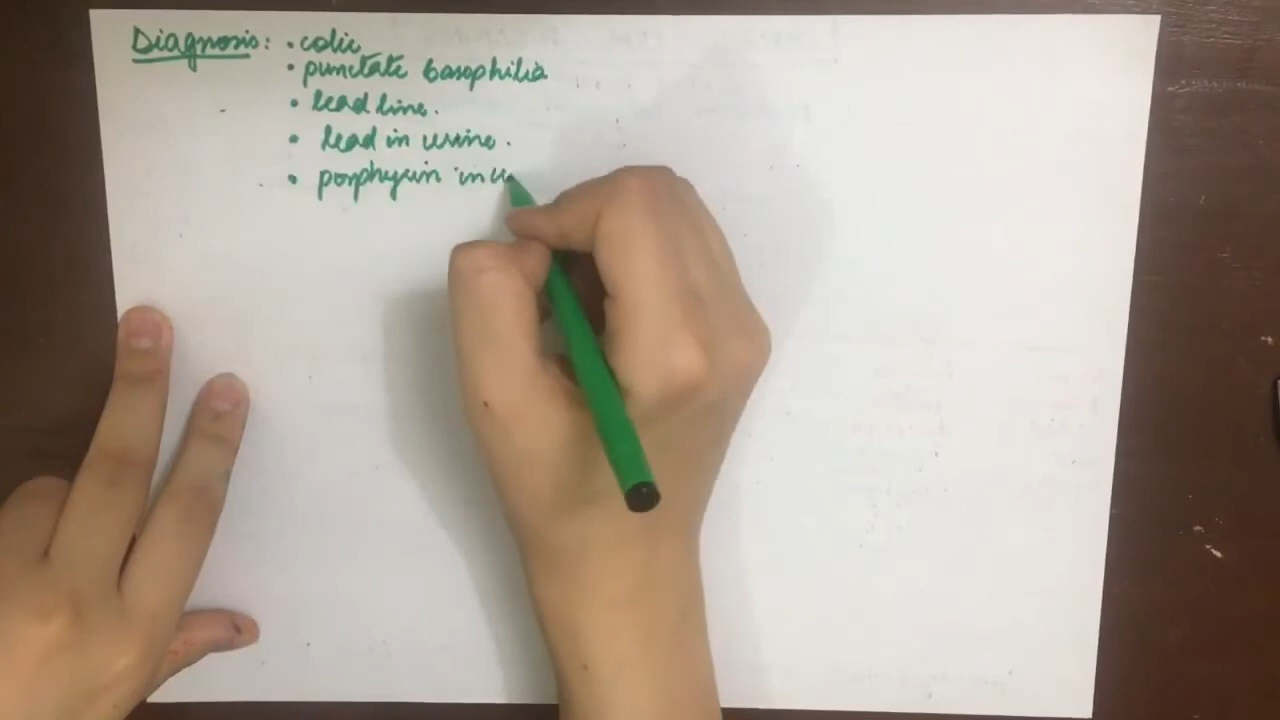 Diagnosis: • colic
• punctate basophilia
• lead line.
• lead in urine.
• porphyrin in u